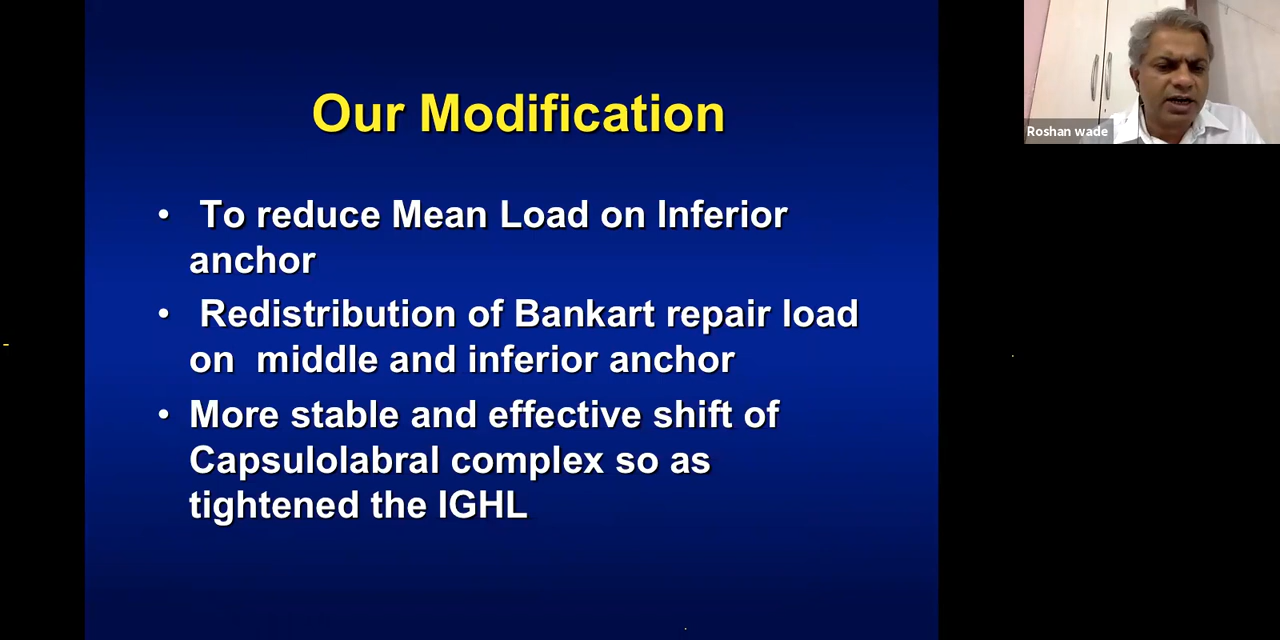 Our Modification
• To reduce Mean Load on Inferior
anchor
• Redistribution of Bankart repair load
on middle and inferior anchor
• More stable and effective shift of
Capsulolabral complex so as
tightened the IGHL
Roshan wade